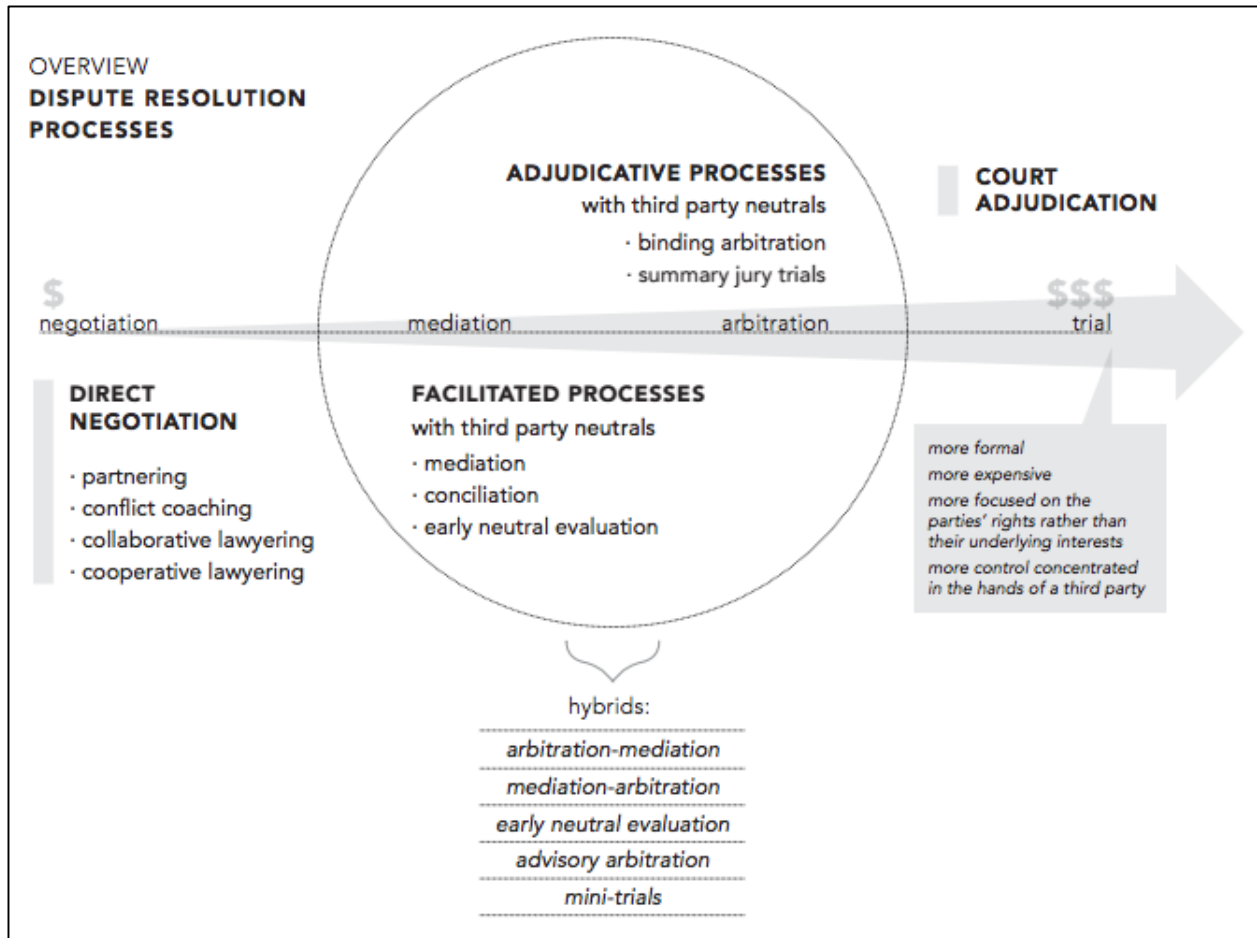 OVERVIEW
DISPUTE RESOLUTION
PROCESSES
ADJUDICATIVE PROCESSES
with third party neutrals
· binding arbitration
· summary jury trials
COURT
ADJUDICATION
$
$$$
negotiation
mediation
arbitration
trial
DIRECT
NEGOTIATION
· partnering
· conflict coaching
· collaborative lawyering
· cooperative lawyering
FACILITATED PROCESSES
with third party neutrals
· mediation
· conciliation
· early neutral evaluation
more formal
more expensive
more focused on the
parties' rights rather than
their underlying interests
more control concentrated
in the hands of a third party
hybrids:
arbitration-mediation
mediation-arbitration
early neutral evaluation
advisory arbitration
mini-trials